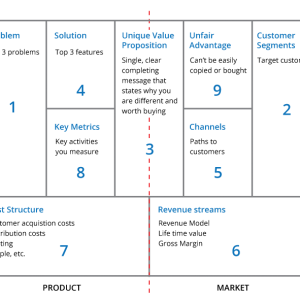 oblem
3 problems
1
Solution
Top 3 features
4
Key Metrics
Key activities
you measure
8
Unique Value
Proposition
Single, clear
completing
message that
states why you
are different and
worth buying
3
Unfair
Advantage
Can't be easily
copied or bought
9
Channels
Paths to
customers
5
Customer
Segments
Target custom
2
st Structure
stomer acquistion costs
tribution costs
ting
ple, etc.
7
Revenue streams
Revenue Model
Life time value
Gross Margin
6
PRODUCT
MARKET